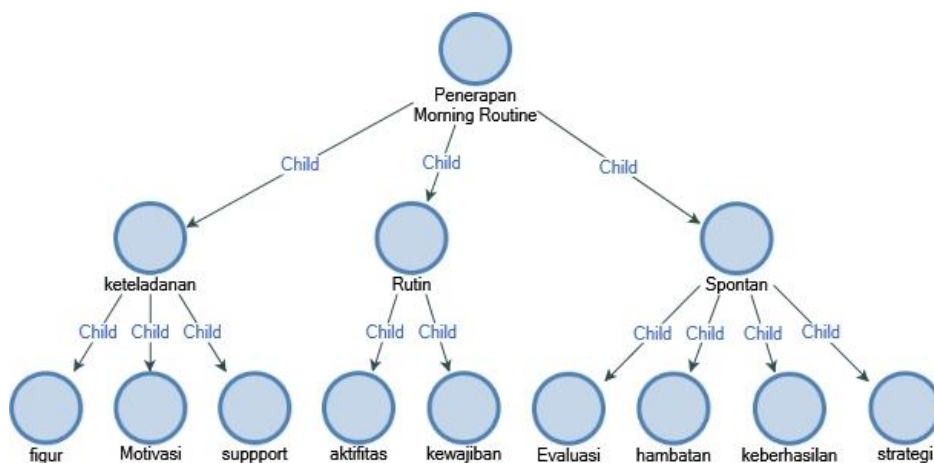 Penerapan
Morning Routine
Child
Child
Child
keteladanan
Rutin
Spontan
Child
Child
Child
Child
Child
Child
Child
Child
Child
figur
Motivasi
suppport
aktifitas
kewajiban
Evaluasi
hambatan
keberhasilan
strategi